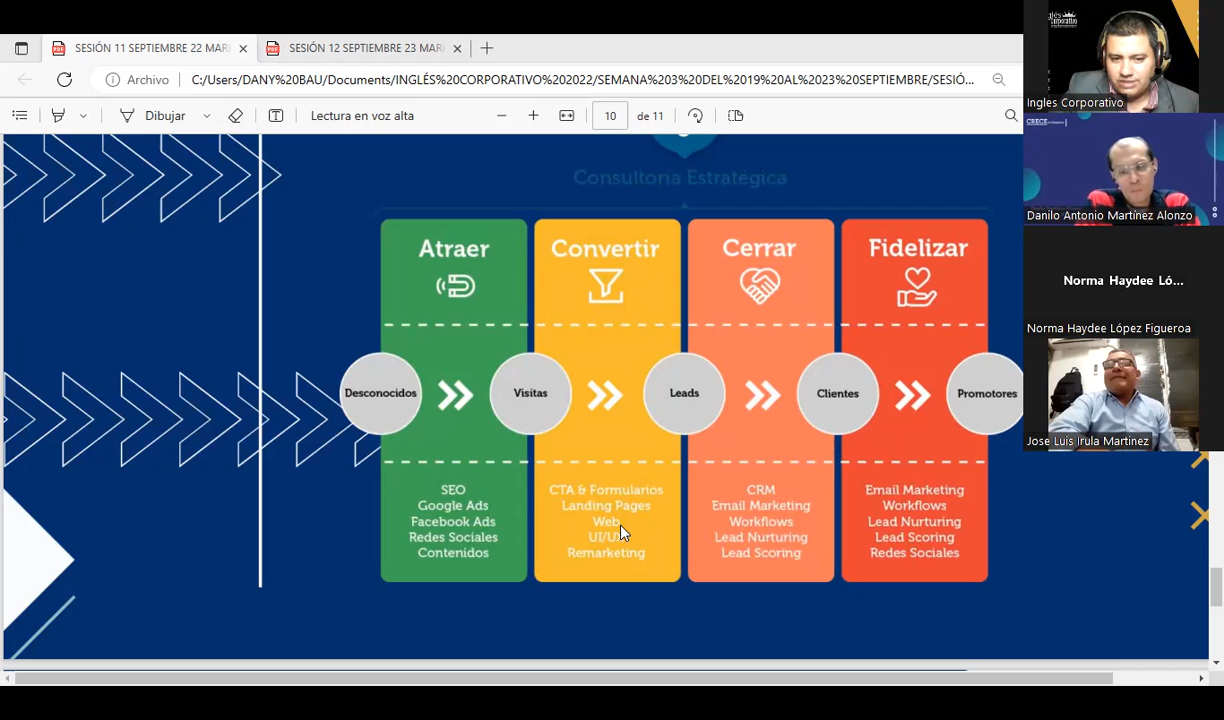 SESIÓN 11 SEPTIEMBRE 22 MAR
SESIÓN 12 SEPTIEMBRE 23 MAR
Archivo
C:/Users/DANY%20BAU/Documents/INGLÉS%20CORPORATIVO%202022/SEMANA%203%20DEL%2019%20AL%2023%20SEPTIEMBRE/SESIÓ...
Dibujar
Lectura en voz alta
10
de 11
Consultoría Estratégica
Atraer
Convertir
Cerrar
Fidelizar
Desconocidos
Visitas
Leads
Clientes
Promotores
SEO
Google Ads
Facebook Ads
Redes Sociales
Contenidos
CTA & Formularios
Landing Pages
Web
UI/U
Remarketing
CRM
Email Marketing
Workflows
Lead Nurturing
Lead Scoring
Email Marketing
Workflows
Lead Nurturing
Lead Scoring
Redes Sociales
Ingles Corporativo
CRECE
Danilo Antonio Martínez Alonzo
Norma Haydee Ló...
Norma Haydee López Figueroa
Jose Luis Irula Martinez